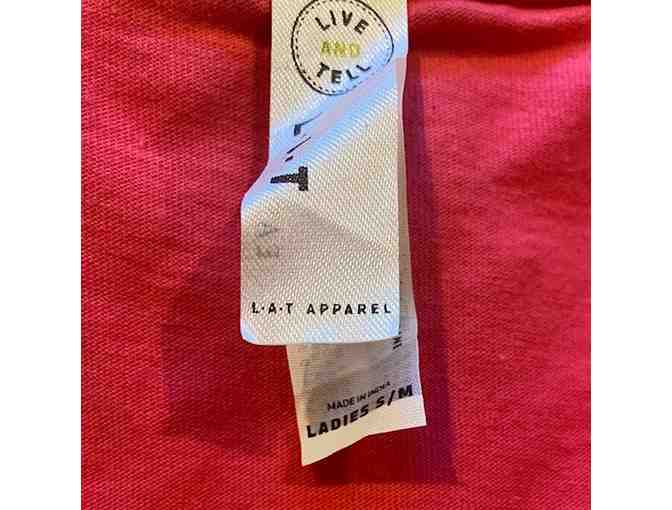 LIVE
AND
TELL
L·A·T
L·A·T APPAREL
MADE IN INDIA
LADIES S/M